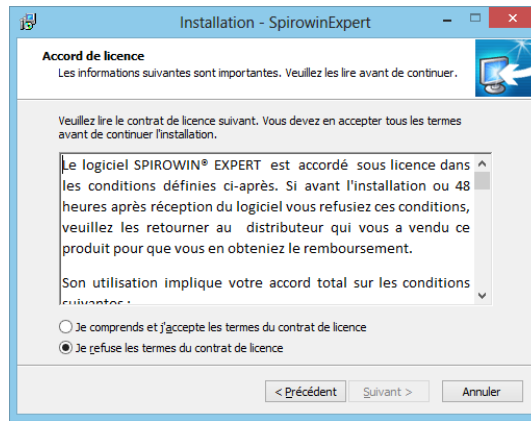 Installation - SpirowinExpert
Accord de licence
Les informations suivantes sont importantes. Veuillez les lire avant de continuer.
Veuillez lire le contrat de licence suivant. Vous devez en accepter tous les termes
avant de continuer l'installation.
Le logiciel SPIROWIN® EXPERT est accordé sous licence dans
les conditions définies ci-après. Si avant l'installation ou 48
heures après réception du logiciel vous refusiez ces conditions,
veuillez les retourner au distributeur qui vous a vendu ce
produit pour que vous en obteniez le remboursement.
Son utilisation implique votre accord total sur les conditions
suivantes :
Je comprends et j'accepte les termes du contrat de licence
Je refuse les termes du contrat de licence
< Précédent
Suivant >
Annuler